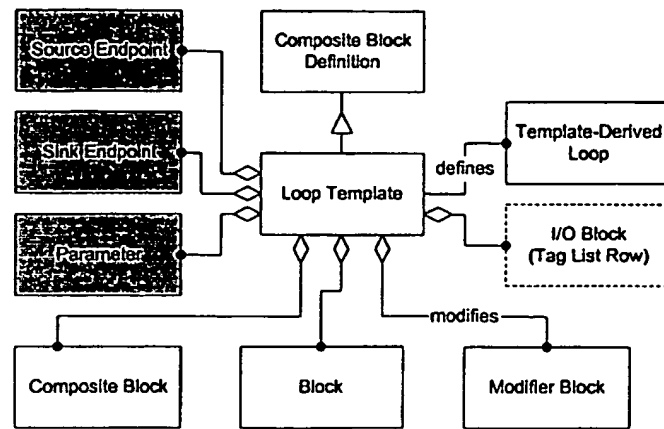 Source Endpoint
Composite Block
Definition
Sink Endpoint
Template-Derived
Loop
defines
Loop Template
Parameter
I/O Block
(Tag List Row)
modifies
Composite Block
Block
Modifier Block